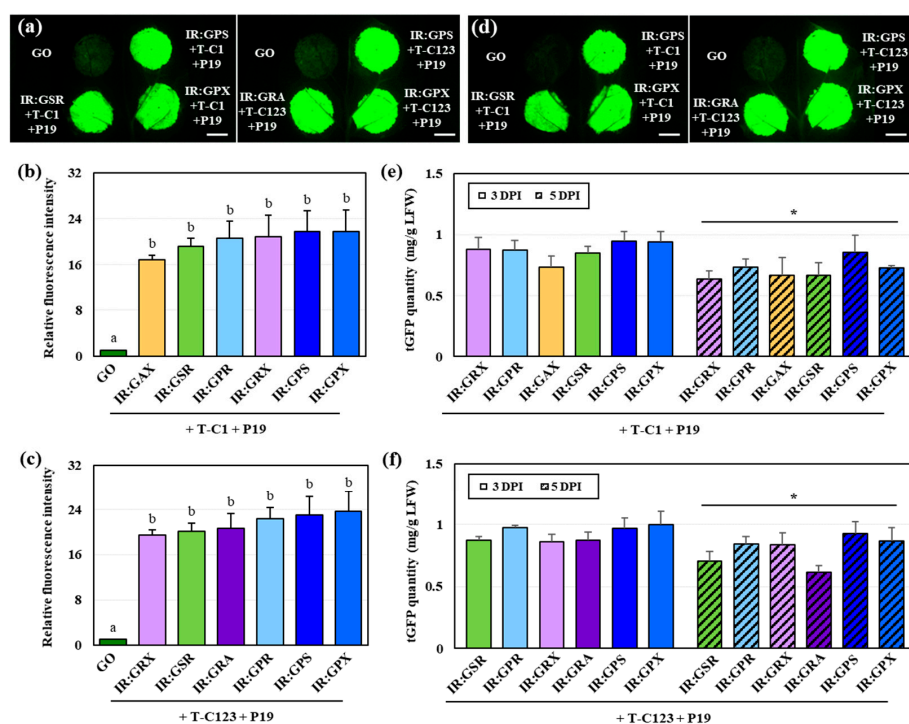 (a)
GO
IR:GPS
+T-C1
+P19
IR:GSR
+T-C1
+P19
IR:GPX
+T-C1
+P19
GO
IR:GPS
+T-C123
+P19
IR:GRA
+T-C123
+P19
IR:GPX
+T-C123
+P19
(d)
GO
IR:GPS
+T-C1
+P19
IR:GSR
+T-C1
+P19
IR:GPX
+T-C1
+P19
GO
IR:GPS
+T-C123
+P19
IR:GRA
+T-C123
+P19
IR:GPX
+T-C123
+P19
(b)
Relative fluorescence intensity
32
24
16
8
0
a
b
b
b
b
b
b
GO
IR:GAX
IR:GSR
IR:GPR
IR:GRX
IR:GPS
IR:GPX
+ T-C1 + P19
(e)
tGFP quantity (mg/g LFW)
1.5
1
0.5
0
3 DPI
5 DPI
*
IR:GRX
IR:GPR
IR:GAX
IR:GSR
IR:GPS
IR:GPX
IR:GRX
IR:GPR
IR:GAX
IR:GSR
IR:GPS
IR:GPX
+ T-C1 + P19
(c)
Relative fluorescence intensity
32
24
16
8
0
a
b
b
b
b
b
b
GO
IR:GRX
IR:GSR
IR:GRA
IR:GPR
IR:GPS
IR:GPX
+ T-C123 + P19
(f)
tGFP quantity (mg/g LFW)
1.5
1
0.5
0
3 DPI
5 DPI
*
IR:GSR
IR:GPR
IR:GRX
IR:GRA
IR:GPS
IR:GPX
IR:GSR
IR:GPR
IR:GRX
IR:GRA
IR:GPS
IR:GPX
+ T-C123 + P19